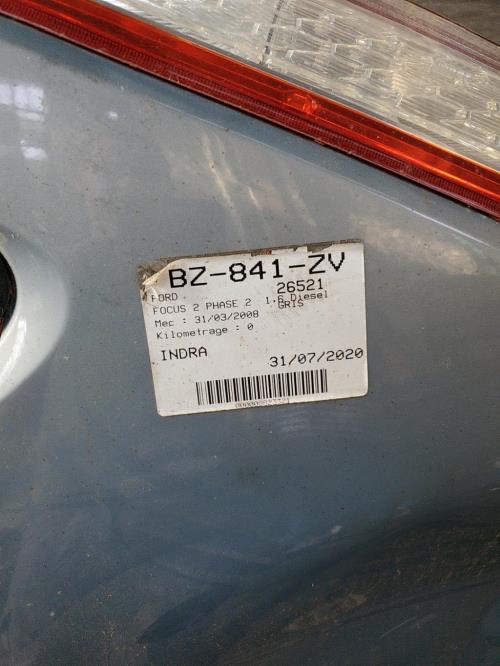 BZ-841-ZV
FORD 26521
FOCUS 2 PHASE 2 1.6 Diesel
Mec : 31/03/2008 GRIS
Kilometrage : 0
INDRA 31/07/2020